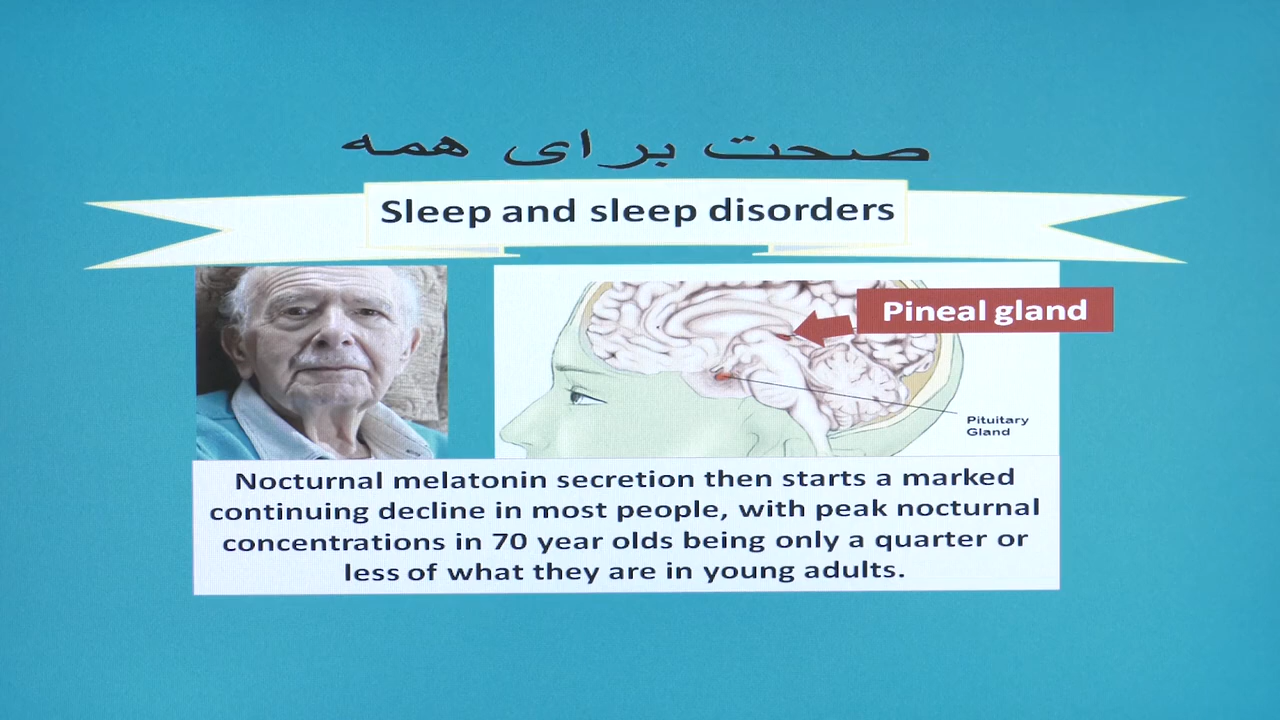 صحت برای همه
Sleep and sleep disorders
Pineal gland
Pituitary
Gland
Nocturnal melatonin secretion then starts a marked
continuing decline in most people, with peak nocturnal
concentrations in 70 year olds being only a quarter or
less of what they are in young adults.